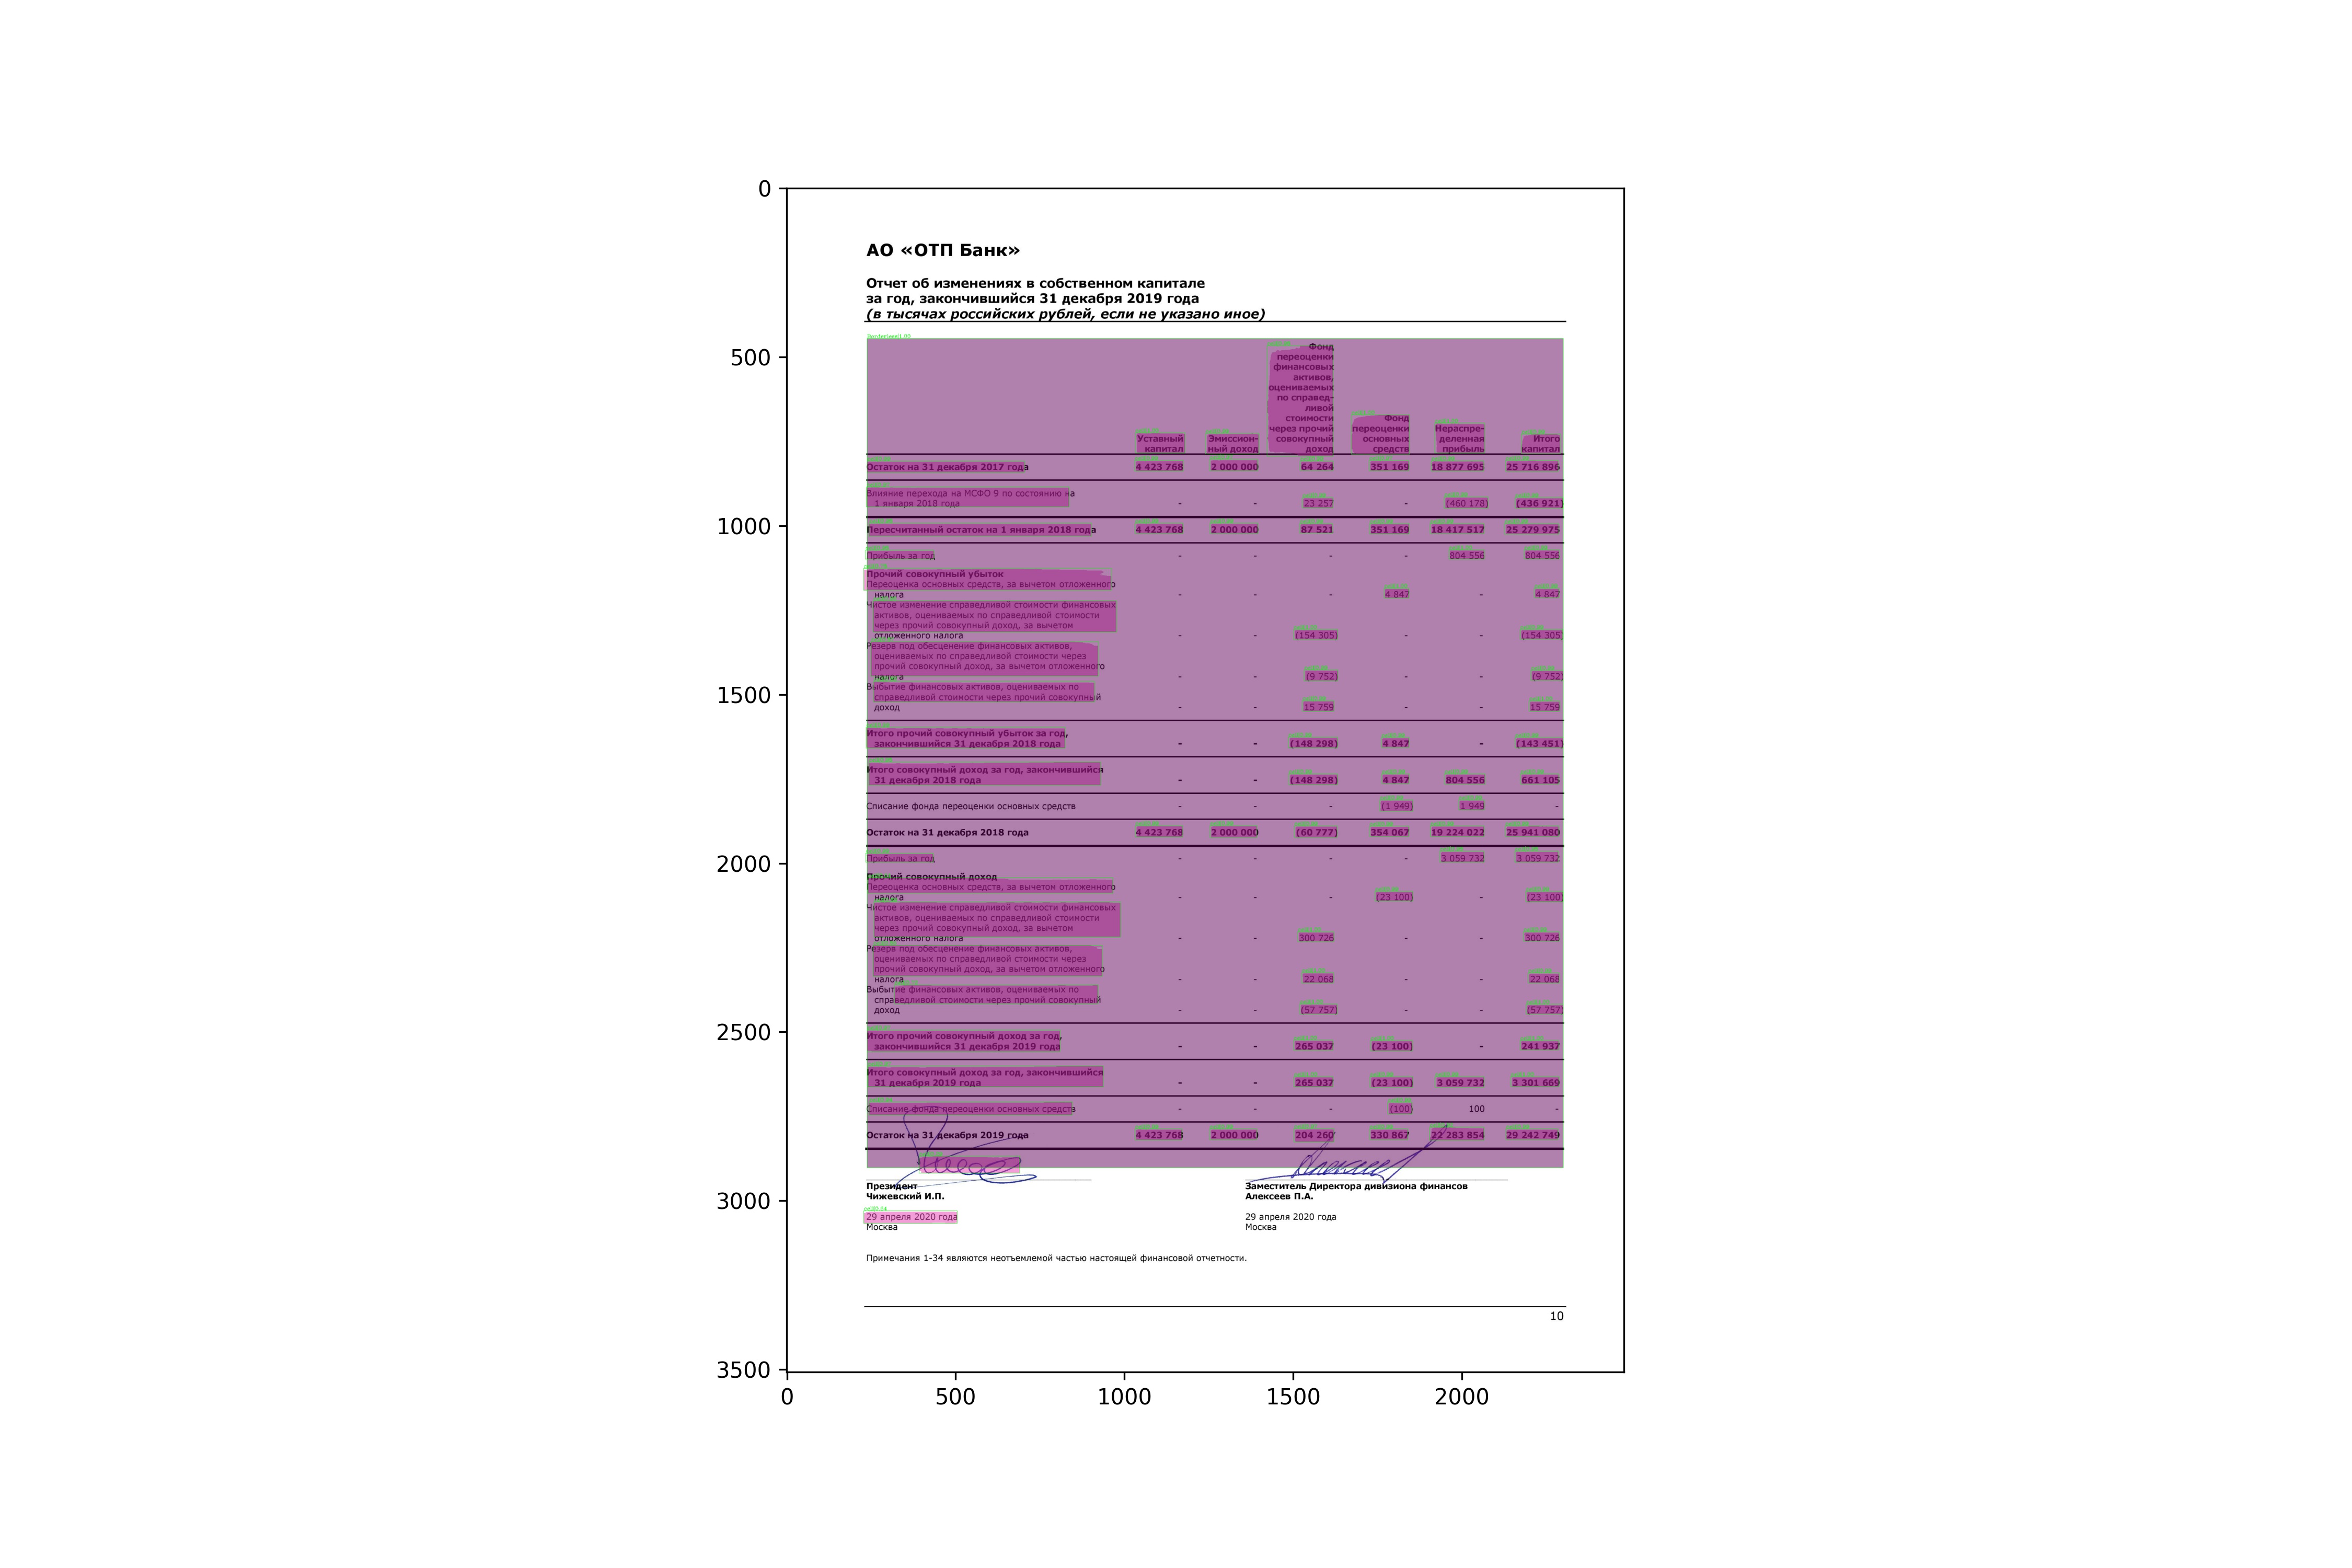 АО «ОТП Банк»
Отчет об изменениях в собственном капитале
за год, закончившийся 31 декабря 2019 года
(в тысячах российских рублей, если не указано иное)
Уставный капитал Эмиссион-ный доход Фонд переоценки финансовых активов, оцениваемых по справед-ливой стоимости через прочий совокупный доход Фонд переоценки основных средств Нераспре-деленная прибыль Итого капитал
Остаток на 31 декабря 2017 года 4 423 768 2 000 000 64 264 351 169 18 877 695 25 716 896
Влияние перехода на МСФО 9 по состоянию на
1 января 2018 года - - 23 257 - (460 178) (436 921)
Пересчитанный остаток на 1 января 2018 года 4 423 768 2 000 000 87 521 351 169 18 417 517 25 279 975
Прибыль за год - - - - 804 556 804 556
Прочий совокупный убыток
Переоценка основных средств, за вычетом отложенного
налога - - - 4 847 - 4 847
Чистое изменение справедливой стоимости финансовых
активов, оцениваемых по справедливой стоимости
через прочий совокупный доход, за вычетом
отложенного налога - - (154 305) - - (154 305)
Резерв под обесценение финансовых активов,
оцениваемых по справедливой стоимости через
прочий совокупный доход, за вычетом отложенного
налога - - (9 752) - - (9 752)
Выбытие финансовых активов, оцениваемых по
справедливой стоимости через прочий совокупный
доход - - 15 759 - - 15 759
Итого прочий совокупный убыток за год,
закончившийся 31 декабря 2018 года - - (148 298) 4 847 - (143 451)
Итого совокупный доход за год, закончившийся
31 декабря 2018 года - - (148 298) 4 847 804 556 661 105
Списание фонда переоценки основных средств - - - (1 949) 1 949 -
Остаток на 31 декабря 2018 года 4 423 768 2 000 000 (60 777) 354 067 19 224 022 25 941 080
Прибыль за год - - - - 3 059 732 3 059 732
Прочий совокупный доход
Переоценка основных средств, за вычетом отложенного
налога - - - (23 100) - (23 100)
Чистое изменение справедливой стоимости финансовых
активов, оцениваемых по справедливой стоимости
через прочий совокупный доход, за вычетом
отложенного налога - - 300 726 - - 300 726
Резерв под обесценение финансовых активов,
оцениваемых по справедливой стоимости через
прочий совокупный доход, за вычетом отложенного
налога - - 22 068 - - 22 068
Выбытие финансовых активов, оцениваемых по
справедливой стоимости через прочий совокупный
доход - - (57 757) - - (57 757)
Итого прочий совокупный доход за год,
закончившийся 31 декабря 2019 года - - 265 037 (23 100) - 241 937
Итого совокупный доход за год, закончившийся
31 декабря 2019 года - - 265 037 (23 100) 3 059 732 3 301 669
Списание фонда переоценки основных средств - - - (100) 100 -
Остаток на 31 декабря 2019 года 4 423 768 2 000 000 204 260 330 867 22 283 854 29 242 749
Президент
Чижевский И.П.
29 апреля 2020 года
Москва
Заместитель Директора дивизиона финансов
Алексеев П.А.
29 апреля 2020 года
Москва
Примечания 1-34 являются неотъемлемой частью настоящей финансовой отчетности.
10
0
500
1000
1500
2000
2500
3000
3500
0 500 1000 1500 2000